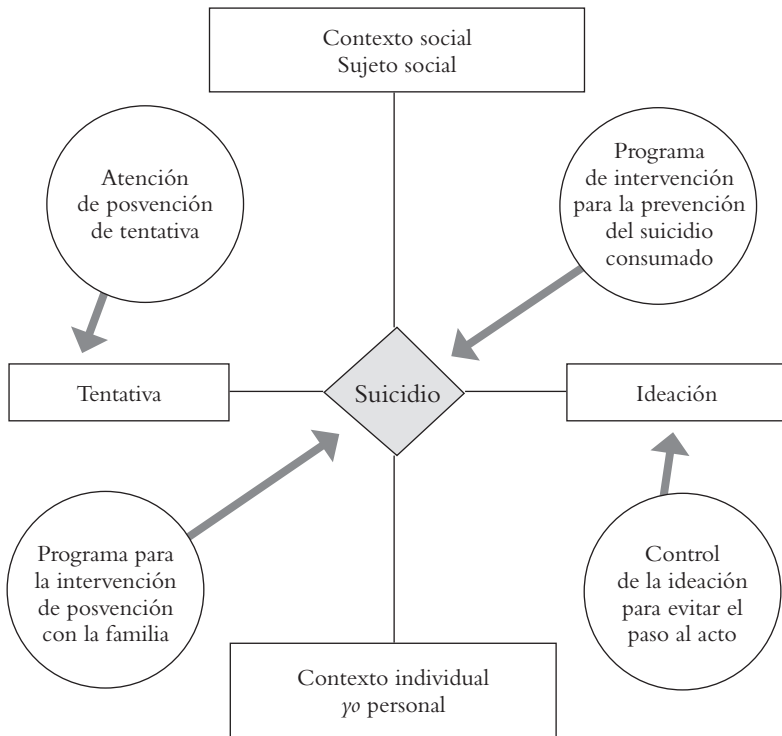 Contexto social
Sujeto social
Atención
de posvención
de tentativa
Programa
de intervención
para la prevención
del suicidio
consumado
Tentativa
Suicidio
Ideación
Programa para
la intervención
de posvención
con la familia
Control
de la ideación
para evitar el
paso al acto
Contexto individual
yo personal